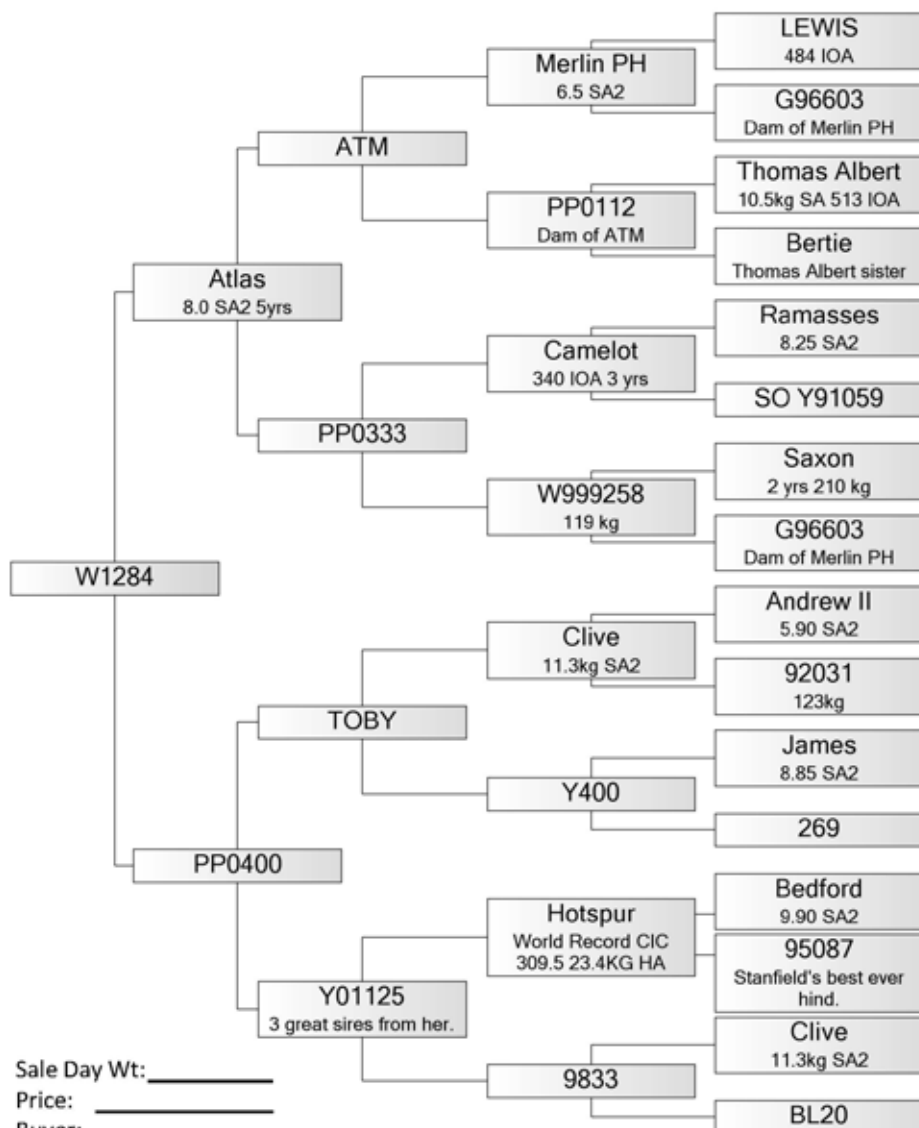 LEWIS
484 IOA
Merlin PH
6.5 SA2
G96603
Dam of Merlin PH
ATM
Thomas Albert
10.5kg SA 513 IOA
PP0112
Dam of ATM
Bertie
Thomas Albert sister
Atlas
8.0 SA2 5yrs
Ramasses
8.25 SA2
Camelot
340 IOA 3 yrs
SO Y91059
PP0333
Saxon
2 yrs 210 kg
W999258
119 kg
G96603
Dam of Merlin PH
W1284
Andrew II
5.90 SA2
Clive
11.3kg SA2
92031
123kg
TOBY
James
8.85 SA2
Y400
269
PP0400
Bedford
9.90 SA2
Hotspur
World Record CIC
309.5 23.4KG HA
95087
Stanfield's best ever
hind.
Y01125
3 great sires from her.
Clive
11.3kg SA2
9833
BL20
Sale Day Wt:
Price:
Buyer: